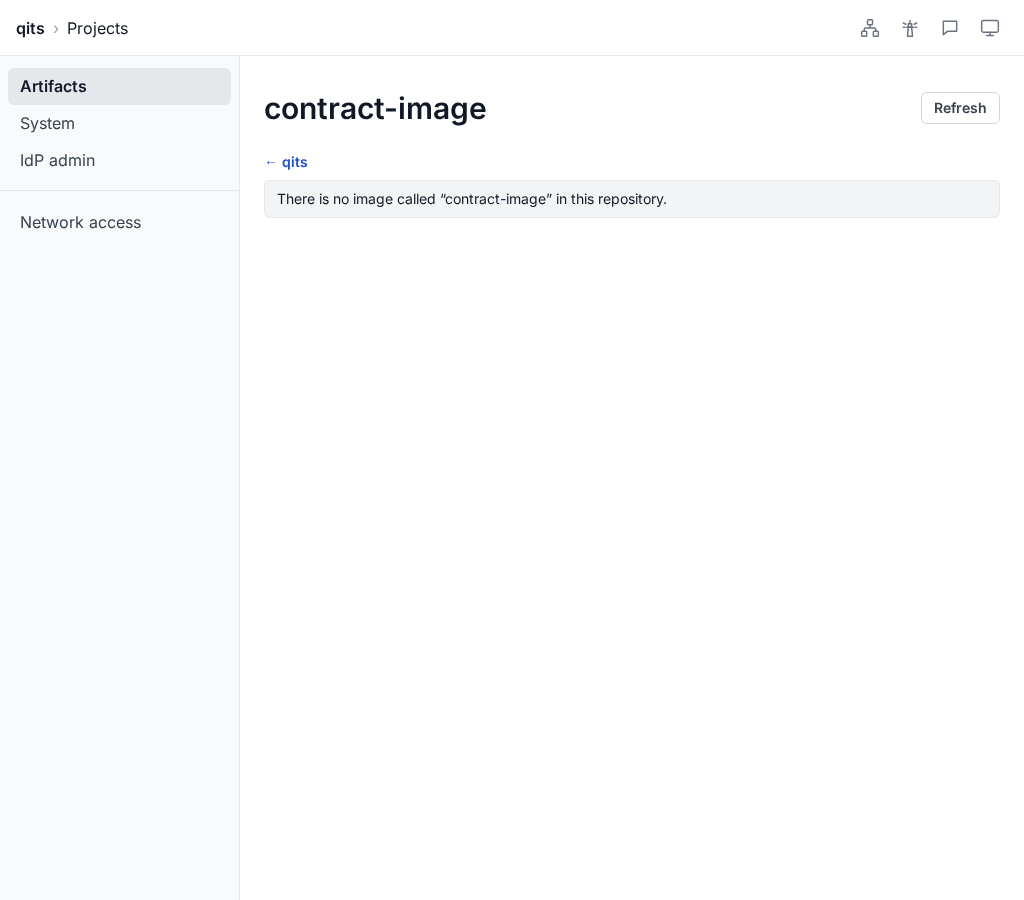 qits › Projects
Artifacts
System
IdP admin
Network access
contract-image
Refresh
← qits
There is no image called “contract-image” in this repository.